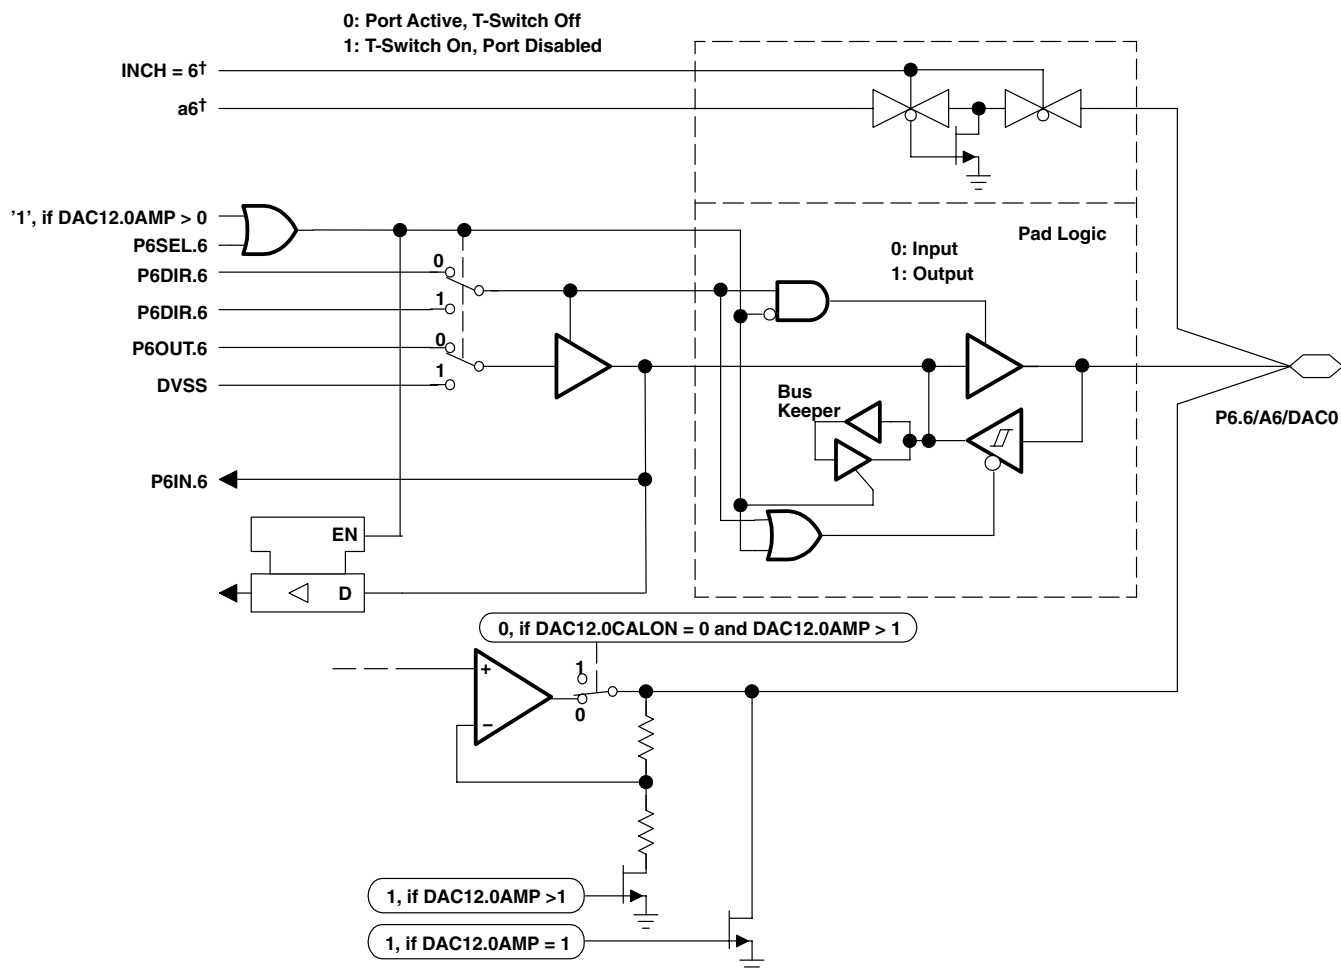 0: Port Active, T-Switch Off
1: T-Switch On, Port Disabled
INCH = 6†
a6†
'1', if DAC12.0AMP > 0
P6SEL.6
P6DIR.6
0
P6DIR.6
1
P6OUT.6
0
DVSS
1
P6IN.6
EN
D
Pad Logic
0: Input
1: Output
Bus
Keeper
P6.6/A6/DAC0
0, if DAC12.0CALON = 0 and DAC12.0AMP > 1
+
−
1
0
1, if DAC12.0AMP >1
1, if DAC12.0AMP = 1